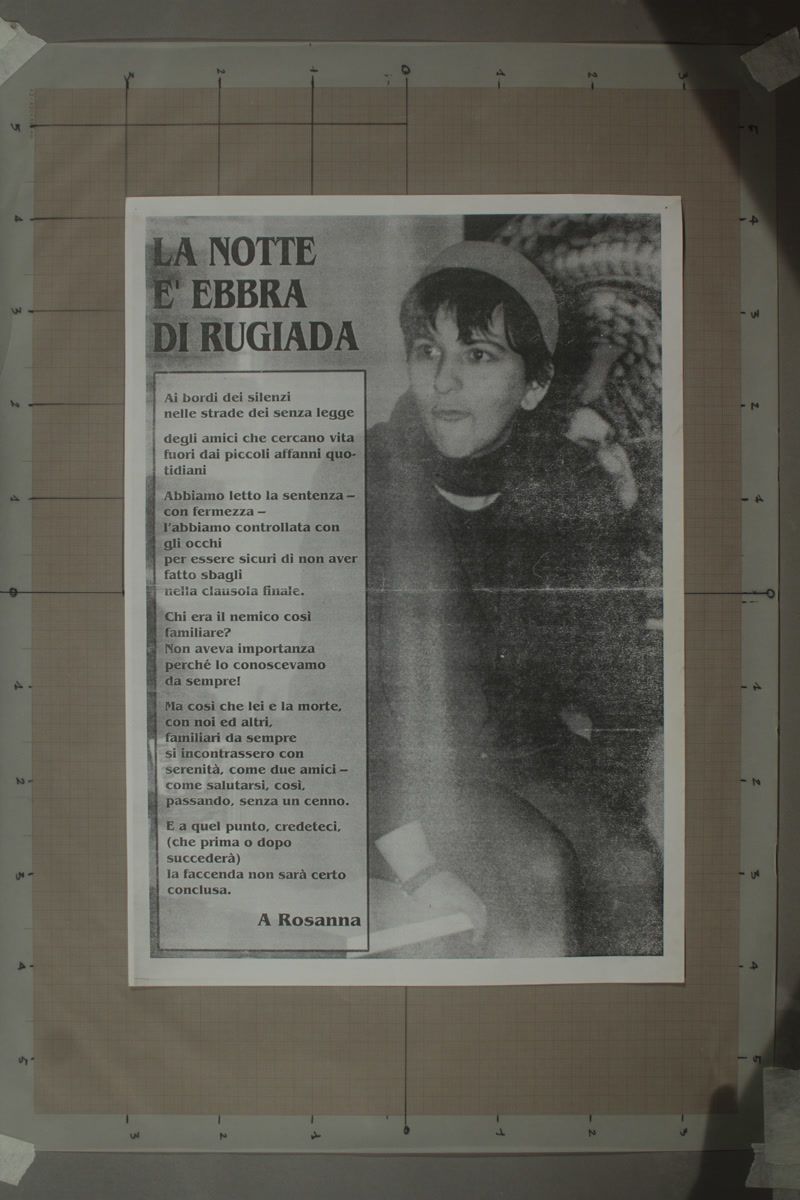 LA NOTTE
E' EBBRA
DI RUGIADA
Ai bordi dei silenzi
nelle strade dei senza legge
degli amici che cercano vita
fuori dai piccoli affanni quo-
tidiani
Abbiamo letto la sentenza –
con fermezza –
l'abbiamo controllata con
gli occhi
per essere sicuri di non aver
fatto sbagli
nella clausola finale.
Chi era il nemico così
familiare?
Non aveva importanza
perché lo conoscevamo
da sempre!
Ma così che lei e la morte,
con noi ed altri,
familiari da sempre
si incontrassero con
serenità, come due amici –
come salutarsi, così,
passando, senza un cenno.
E a quel punto, credeteci,
(che prima o dopo
succederà)
la faccenda non sarà certo
conclusa.
A Rosanna